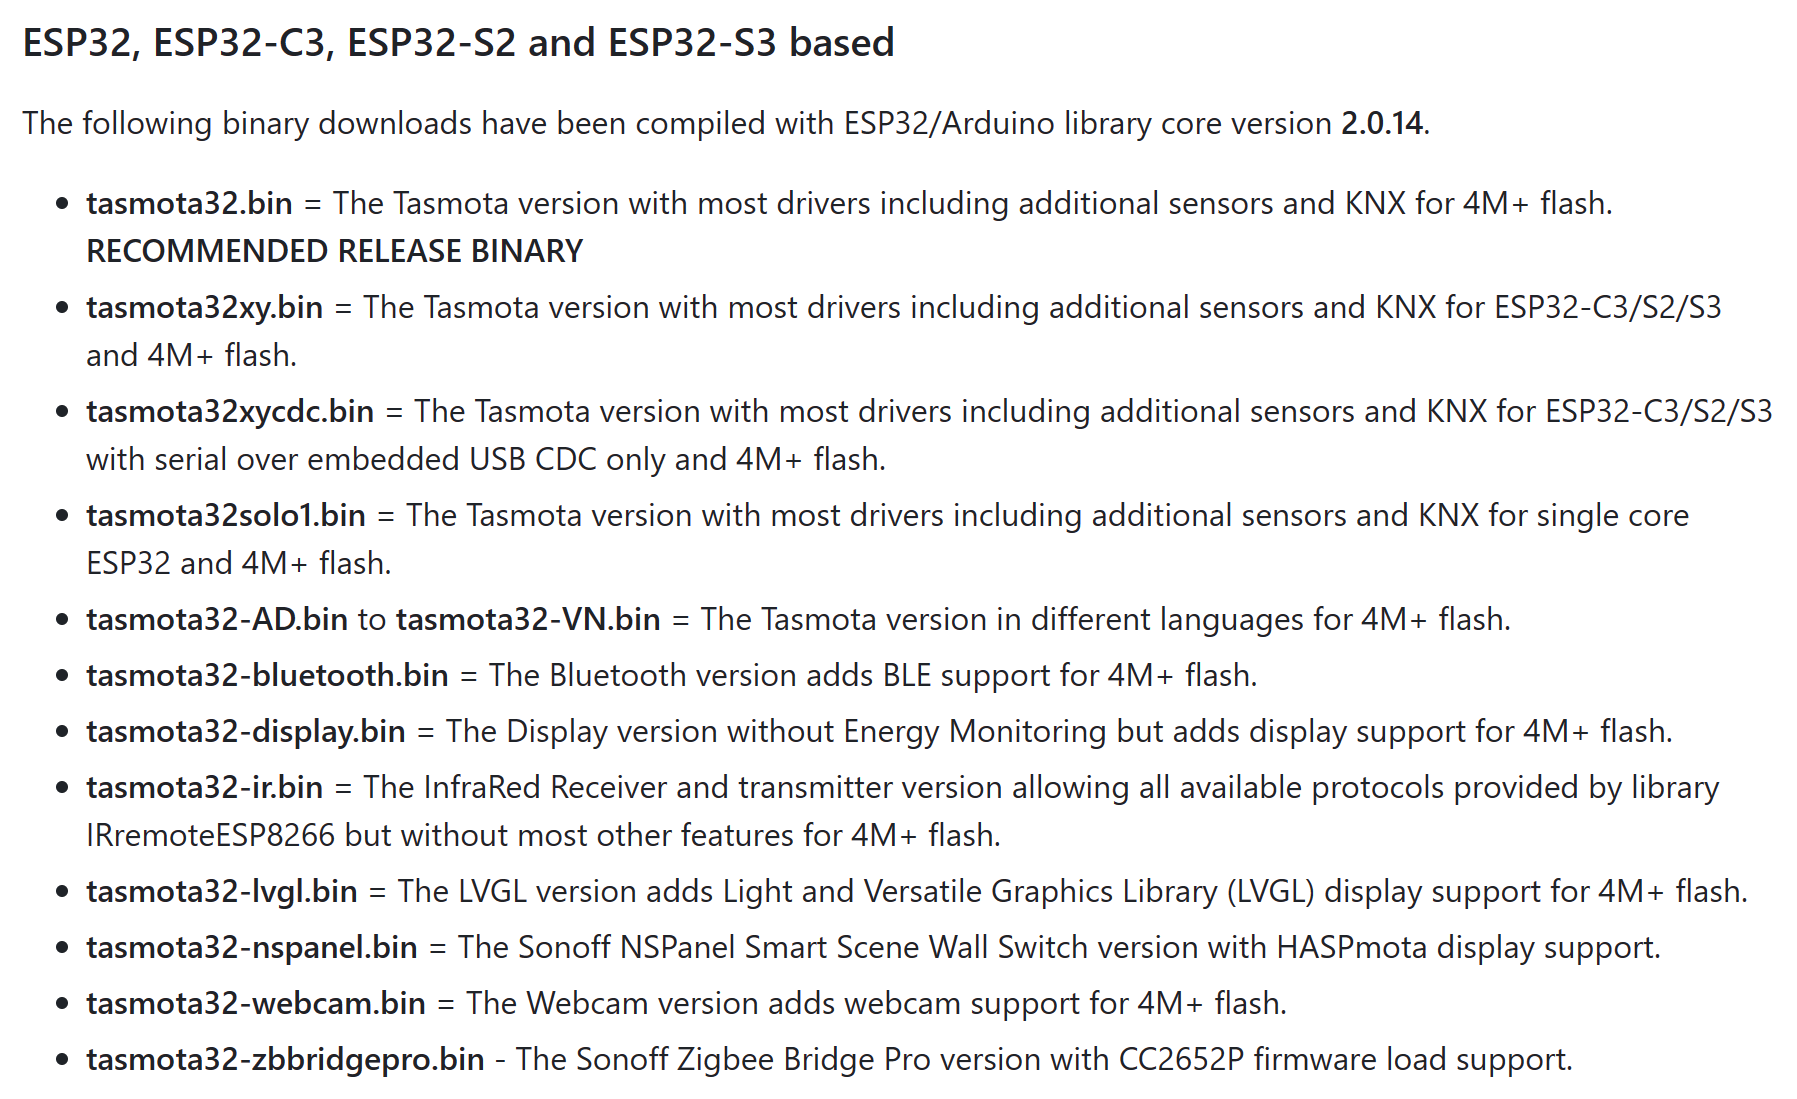 ESP32, ESP32-C3, ESP32-S2 and ESP32-S3 based
The following binary downloads have been compiled with ESP32/Arduino library core version 2.0.14.
• tasmota32.bin = The Tasmota version with most drivers including additional sensors and KNX for 4M+ flash.
RECOMMENDED RELEASE BINARY
• tasmota32xy.bin = The Tasmota version with most drivers including additional sensors and KNX for ESP32-C3/S2/S3
and 4M+ flash.
• tasmota32xycdc.bin = The Tasmota version with most drivers including additional sensors and KNX for ESP32-C3/S2/S3
with serial over embedded USB CDC only and 4M+ flash.
• tasmota32solo1.bin = The Tasmota version with most drivers including additional sensors and KNX for single core
ESP32 and 4M+ flash.
• tasmota32-AD.bin to tasmota32-VN.bin = The Tasmota version in different languages for 4M+ flash.
• tasmota32-bluetooth.bin = The Bluetooth version adds BLE support for 4M+ flash.
• tasmota32-display.bin = The Display version without Energy Monitoring but adds display support for 4M+ flash.
• tasmota32-ir.bin = The InfraRed Receiver and transmitter version allowing all available protocols provided by library
IRremoteESP8266 but without most other features for 4M+ flash.
• tasmota32-lvgl.bin = The LVGL version adds Light and Versatile Graphics Library (LVGL) display support for 4M+ flash.
• tasmota32-nspanel.bin = The Sonoff NSPanel Smart Scene Wall Switch version with HASPmota display support.
• tasmota32-webcam.bin = The Webcam version adds webcam support for 4M+ flash.
• tasmota32-zbbridgepro.bin - The Sonoff Zigbee Bridge Pro version with CC2652P firmware load support.